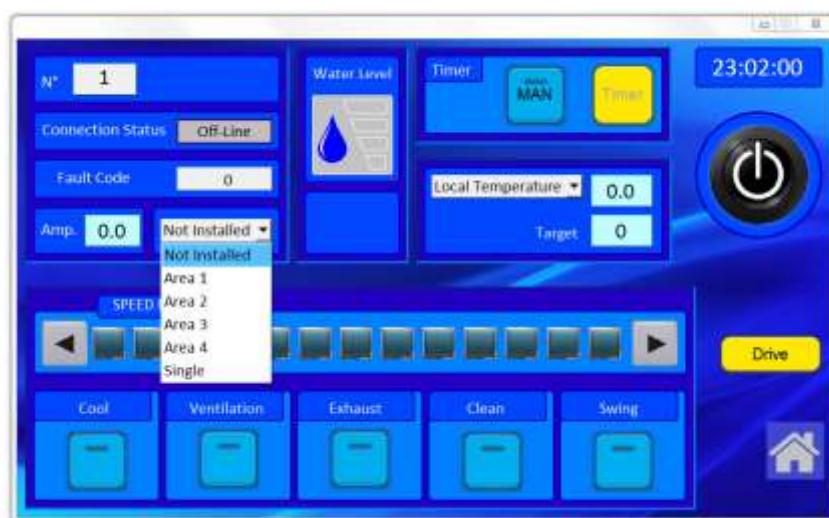 N° 1
Connection Status Off-Line
Fault Code 0
Amp. 0.0
Not Installed
Not Installed
Area 1
Area 2
Area 3
Area 4
Single
Water Level
Timer
MAN
Timer
Local Temperature 0.0
Target 0
23:02:00
SPEED
Drive
Cool
Ventilation
Exhaust
Clean
Swing